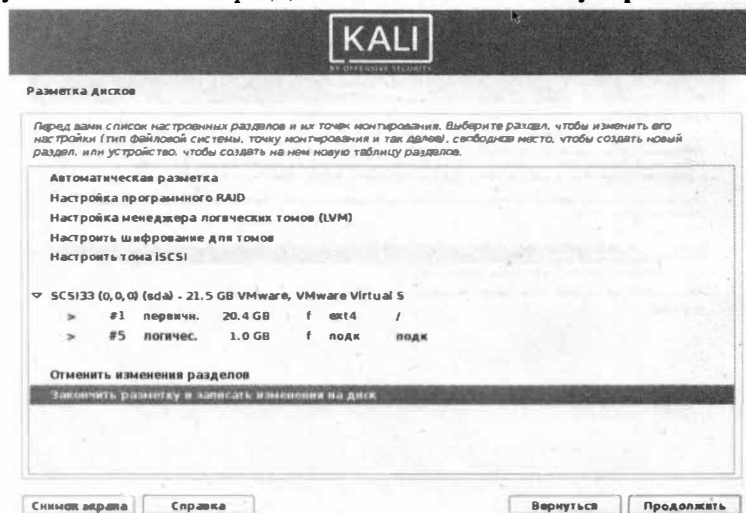 KALI
BY OFFENSIVE SECURITY
Разметка дисков
Перед вами список настроенных разделов и их точек монтирования. Выберите раздел, чтобы изменить его
настройки (тип файловой системы, точку монтирования и так далее), свободное место, чтобы создать новый
раздел, или устройство, чтобы создать на нем новую таблицу разделов.
Автоматическая разметка
Настройка программного RAID
Настройка менеджера логических томов (LVM)
Настроить шифрование для томов
Настроить тома iSCSI
▽ SCSI33 (0,0,0) (sda) - 21.5 GB VMware, VMware Virtual S
> #1 первичн. 20.4 GB f ext4 /
> #5 логичес. 1.0 GB f подк подк
Отменить изменения разделов
Закончить разметку и записать изменения на диск
Снимок экрана Справка Вернуться Продолжить